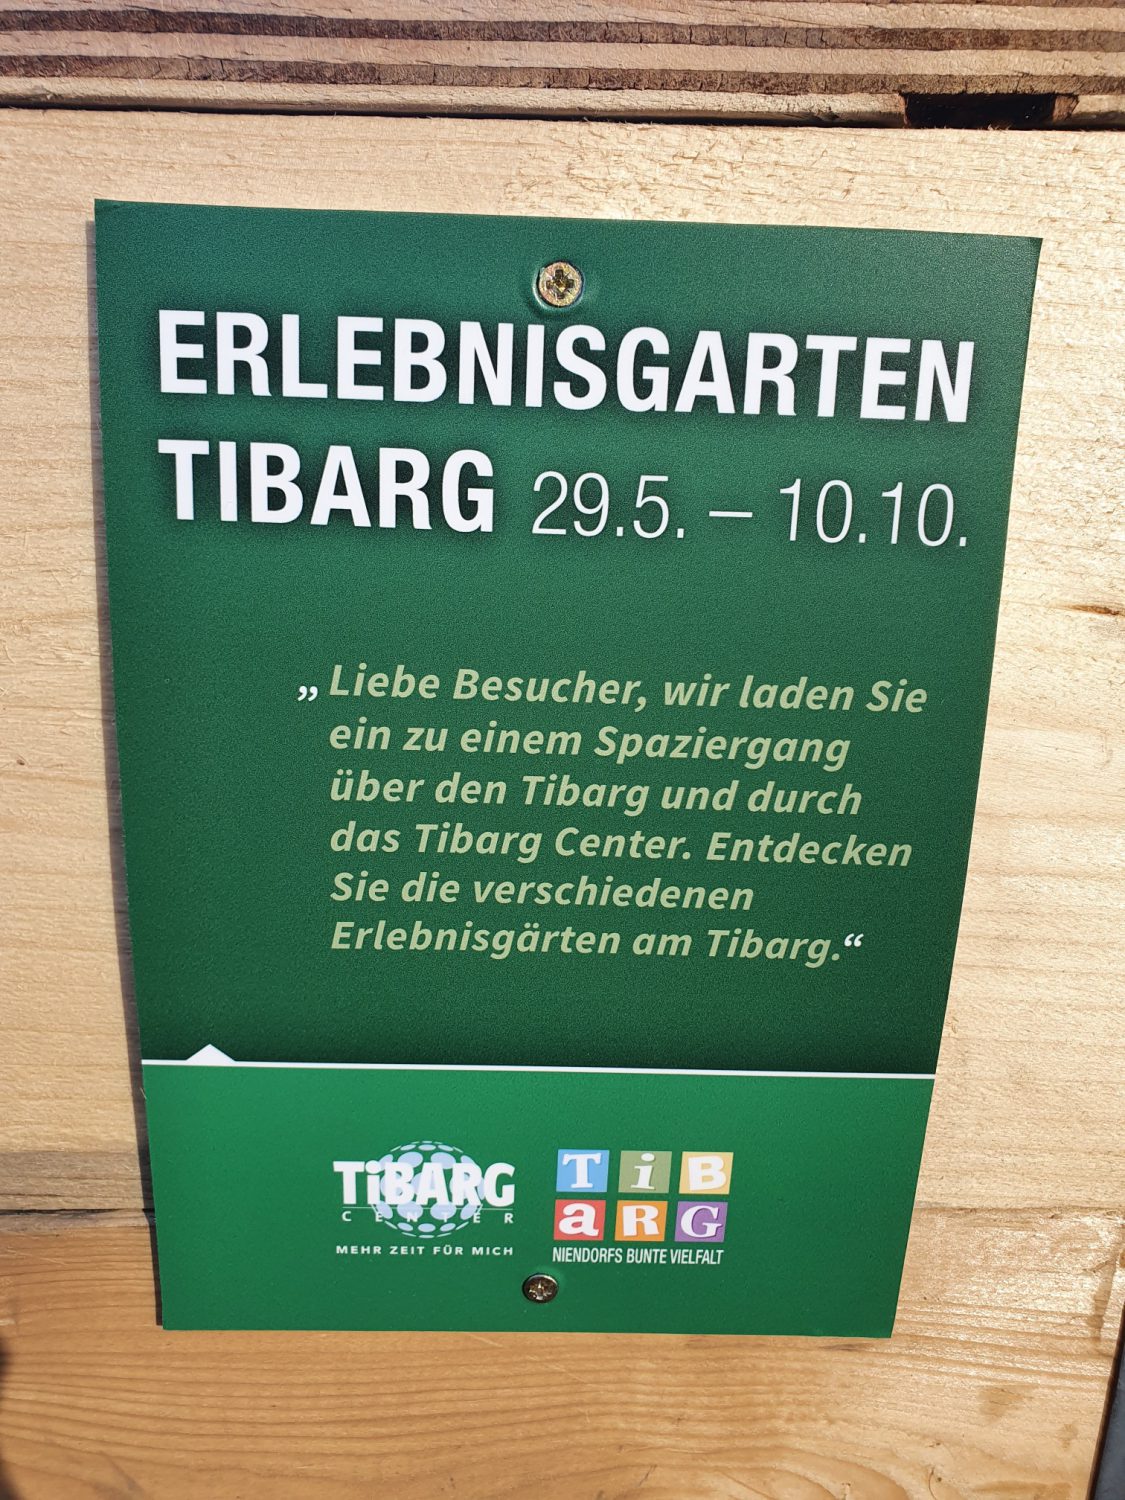 ERLEBNISGARTEN
TIBARG 29.5. – 10.10.
„Liebe Besucher, wir laden Sie
ein zu einem Spaziergang
über den Tibarg und durch
das Tibarg Center. Entdecken
Sie die verschiedenen
Erlebnisgärten am Tibarg.“
TiBARG
CENTER
MEHR ZEIT FÜR MICH
TiB
aRG
NIENDORFS BUNTE VIELFALT